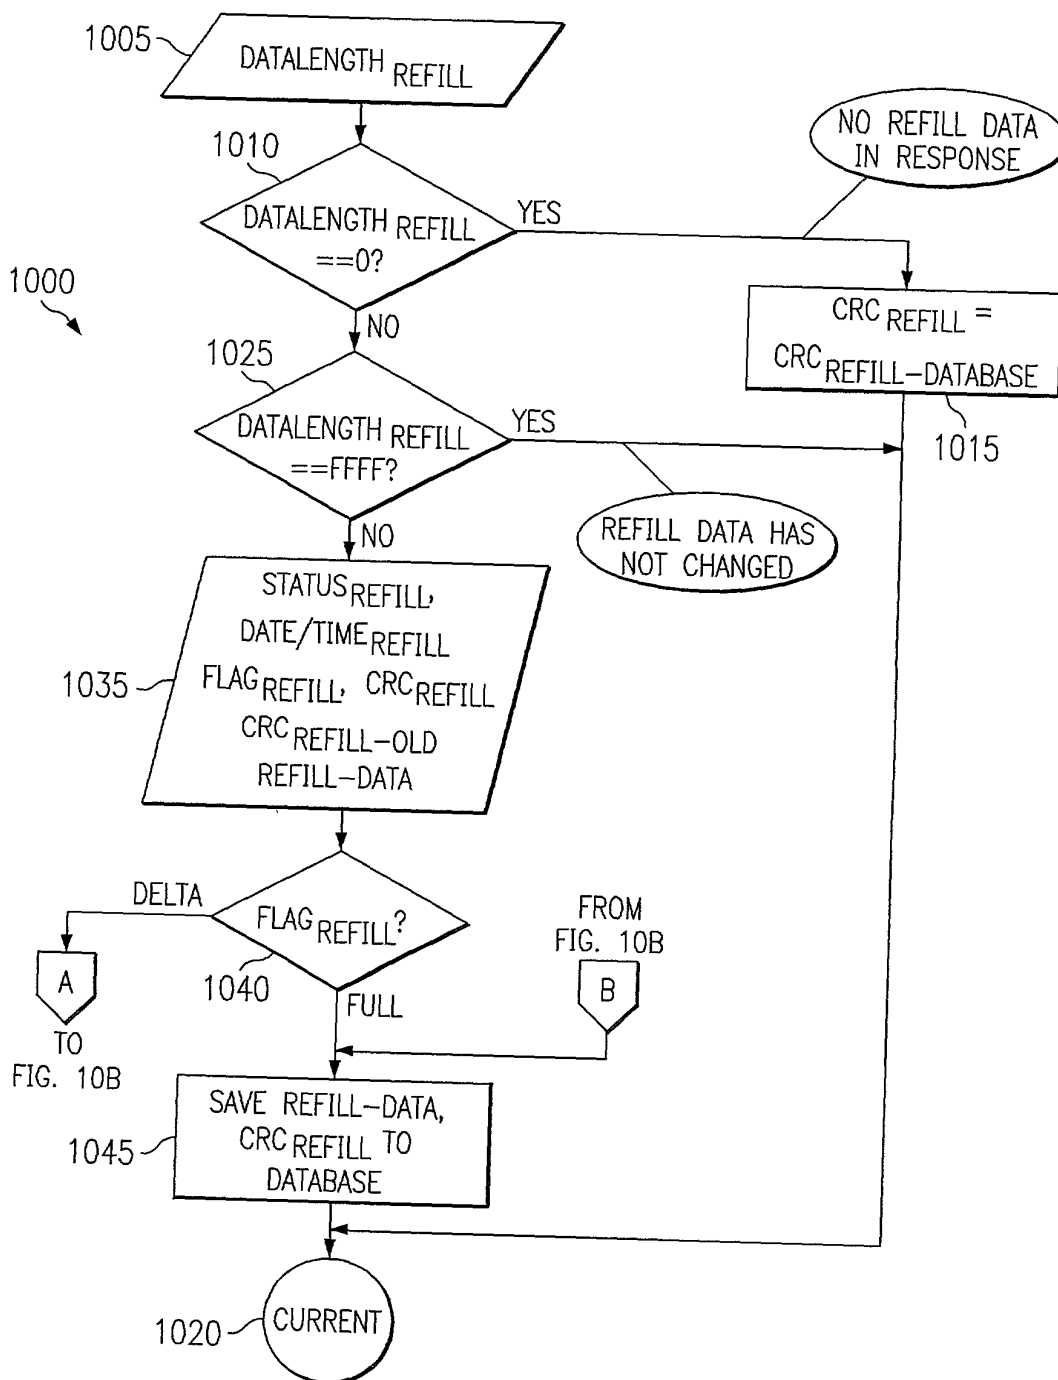 1005
DATALENGTH REFILL
1010
DATALENGTH REFILL
==0?
YES
NO REFILL DATA
IN RESPONSE
1000
NO
CRC REFILL =
CRC REFILL-DATABASE
1015
1025
DATALENGTH REFILL
==FFFF?
YES
REFILL DATA HAS
NOT CHANGED
NO
1035
STATUS REFILL,
DATE/TIME REFILL
FLAG REFILL, CRC REFILL
CRC REFILL-OLD
REFILL-DATA
DELTA
FLAG REFILL?
1040
FULL
A
TO
FIG. 10B
FROM
FIG. 10B
B
1045
SAVE REFILL-DATA,
CRC REFILL TO
DATABASE
1020
CURRENT